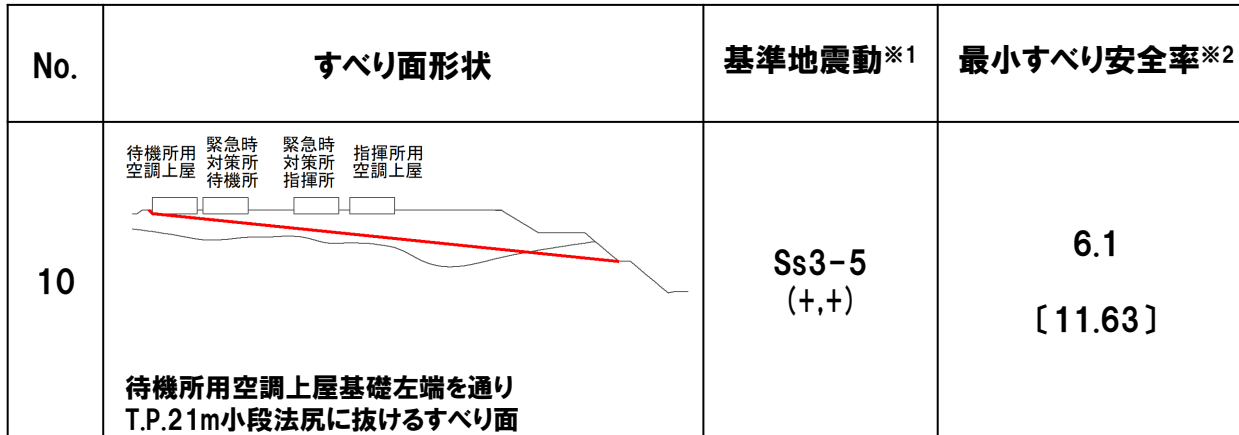 No.
すべり面形状
基準地震動※1
最小すべり安全率※2
10
待機所用
空調上屋
緊急時
対策所
待機所
緊急時
対策所
指揮所
指揮所用
空調上屋
待機所用空調上屋基礎左端を通り
T.P.21m小段法尻に抜けるすべり面
Ss3-5
(+,+)
6.1
〔11.63〕